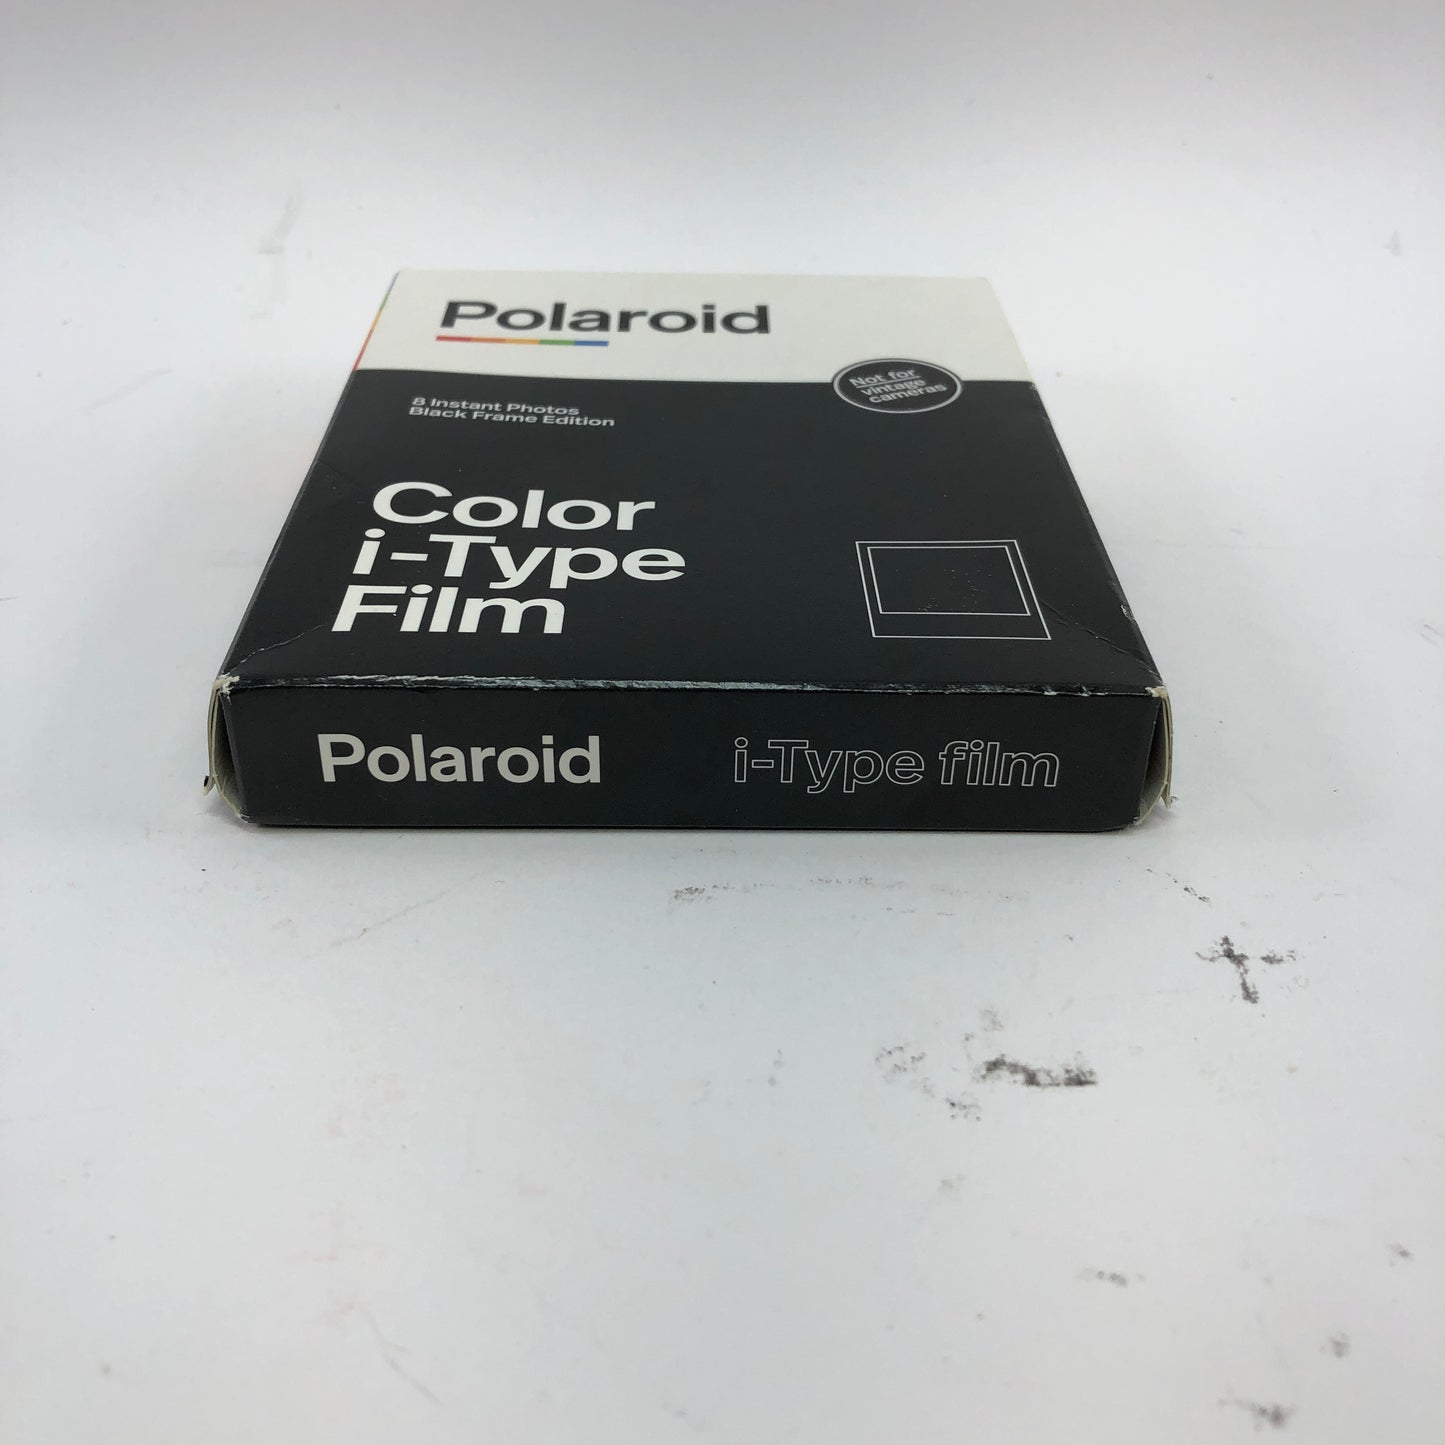 Polaroid
Not for
vintage
cameras
8 Instant Photos
Black Frame Edition
Color
i-Type
Film
Polaroid
i-Type film